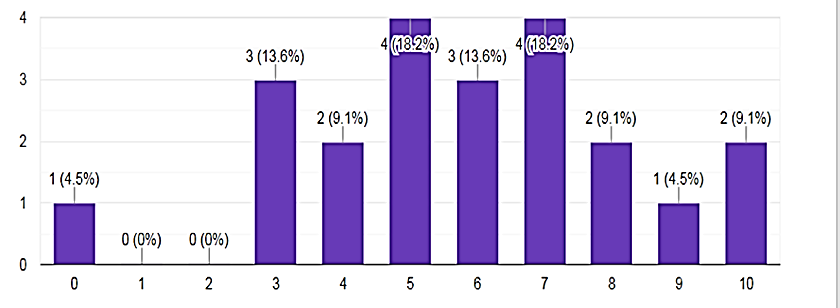 4
4 (18.2%) 4 (18.2%)
3 (13.6%) 3 (13.6%)
3
2 (9.1%) 2 (9.1%) 2 (9.1%)
2
1 (4.5%) 1 (4.5%)
1
0 (0%) 0 (0%)
0
0 1 2 3 4 5 6 7 8 9 10